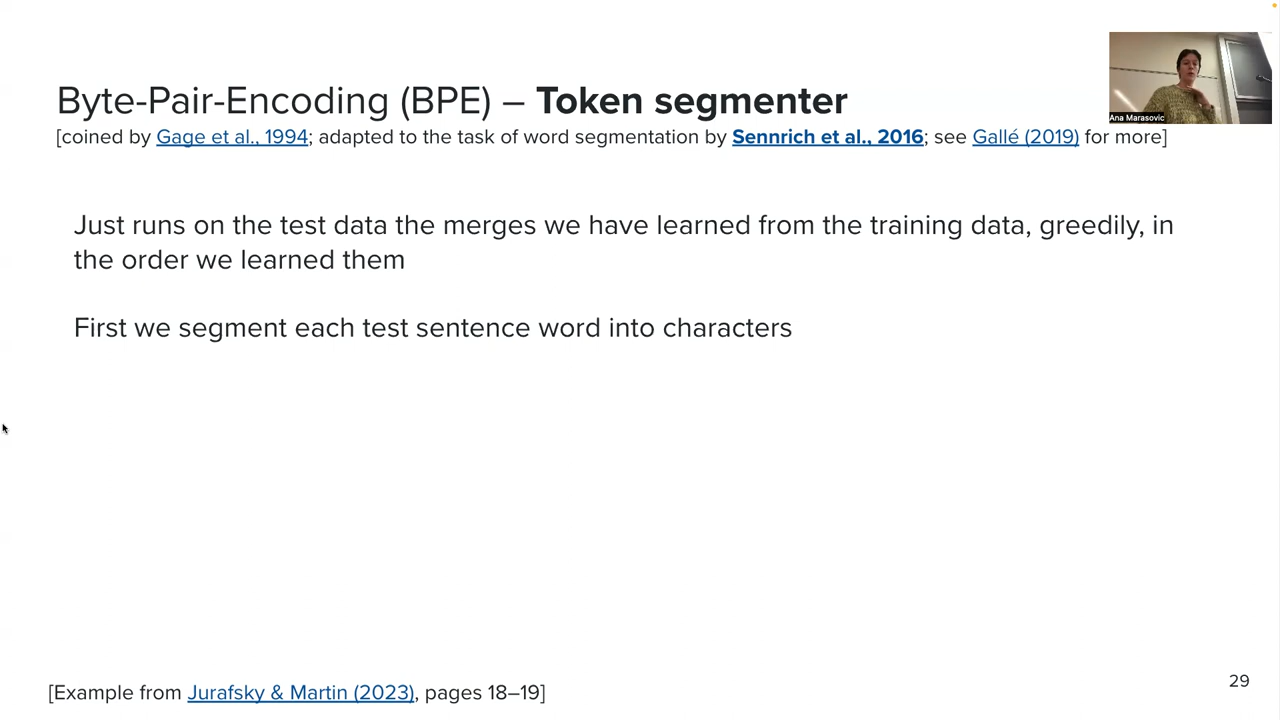 Byte-Pair-Encoding (BPE) – Token segmenter
[coined by Gage et al., 1994; adapted to the task of word segmentation by Sennrich et al., 2016; see Gallé (2019) for more]
Ana Marasovic
Just runs on the test data the merges we have learned from the training data, greedily, in
the order we learned them
First we segment each test sentence word into characters
[Example from Jurafsky & Martin (2023), pages 18–19]
29